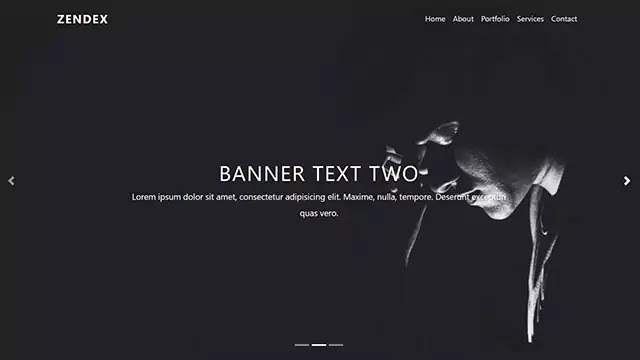 ZENDEX
Home About Portfolio Services Contact
BANNER TEXT TWO
Lorem ipsum dolor sit amet, consectetur adipisicing elit. Maxime, nulla, tempore. Deserunt excepturi
quas vero.